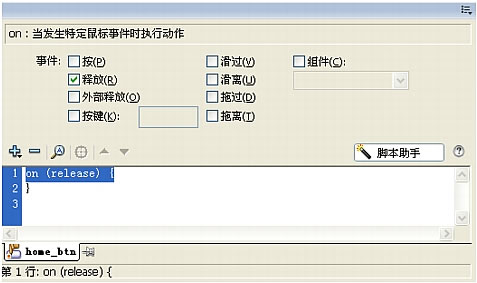 on : 当发生特定鼠标事件时执行动作
事件: 按(P) 滑过(V) 组件(C):
释放(R) 滑离(U)
外部释放(O) 拖过(D)
按键(K): 拖离(T)
脚本助手
1 on (release) {
2 }
3
home_btn
第 1 行: on (release) {